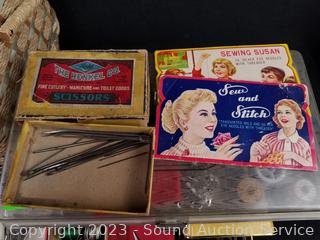 THE HENKEL CO.
FINE CUTLERY - MANICURE AND TOILET GOODS
SCISSORS
SEWING SUSAN
Sew and Stitch
Copyright 2023 - Sound Auction Service